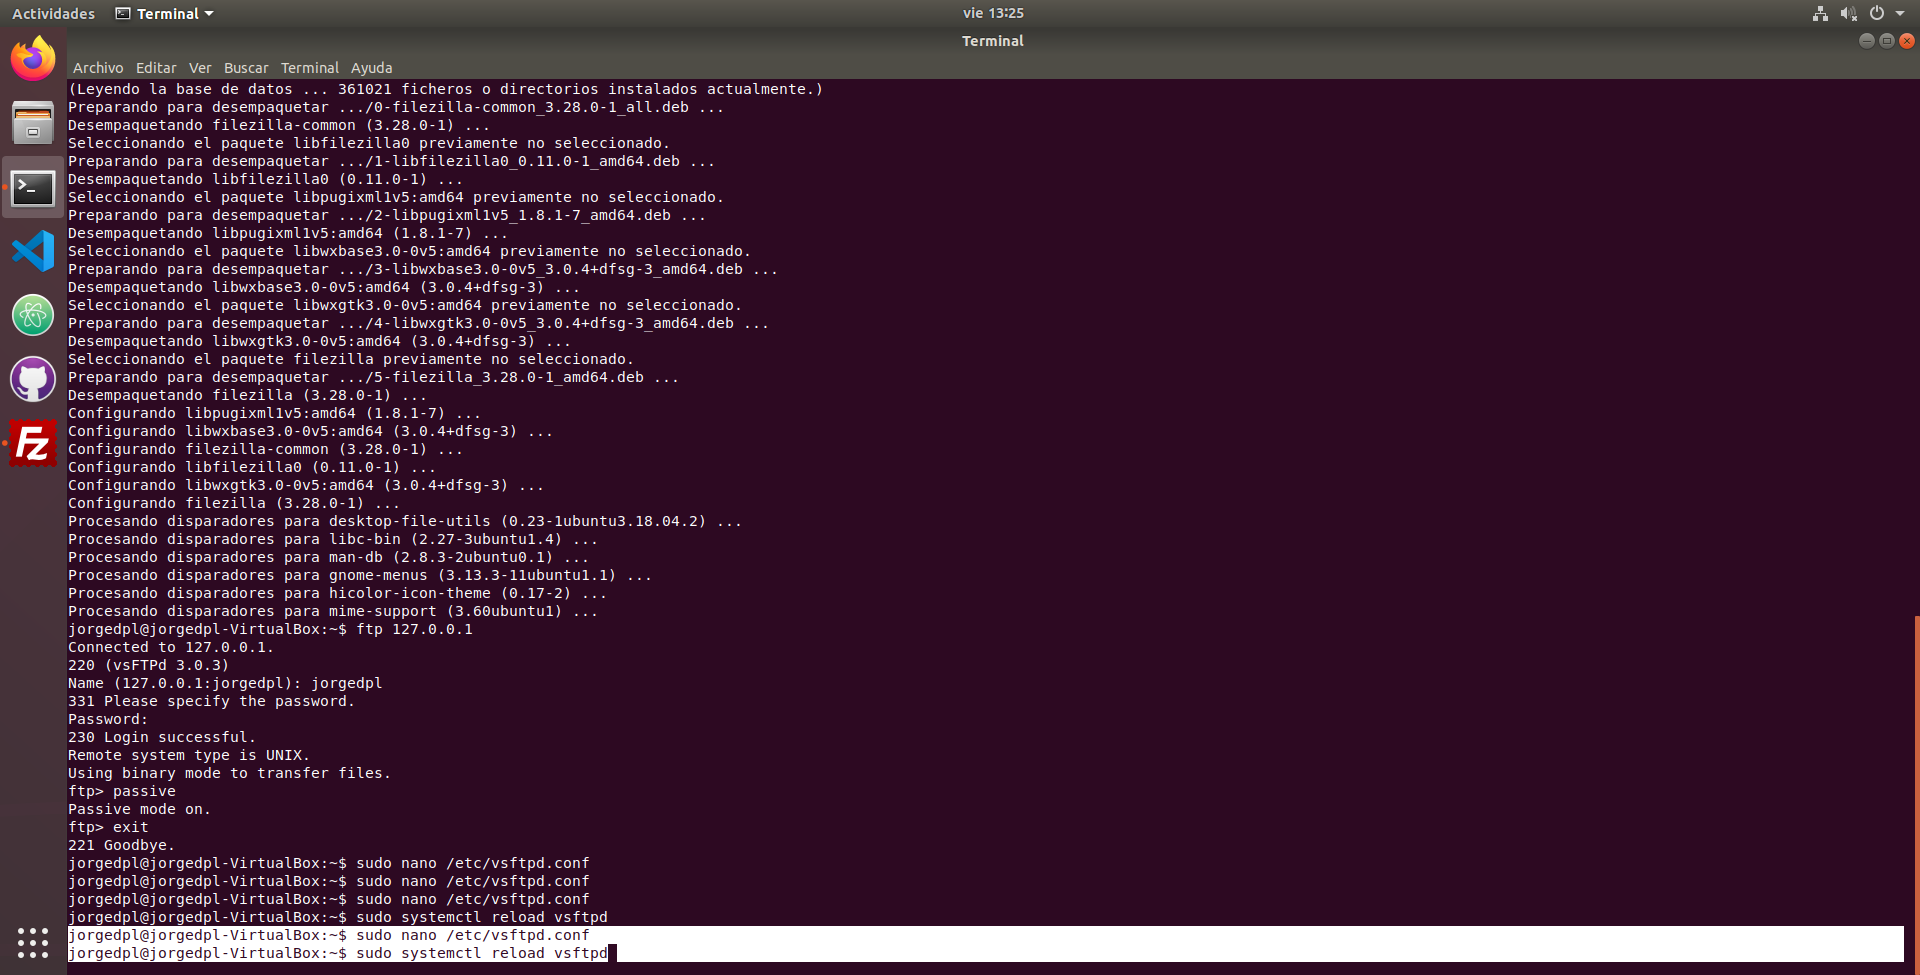 Actividades Terminal vie 13:25
Terminal
Archivo Editar Ver Buscar Terminal Ayuda
(Leyendo la base de datos ... 361021 ficheros o directorios instalados actualmente.)
Preparando para desempaquetar .../0-filezilla-common_3.28.0-1_all.deb ...
Desempaquetando filezilla-common (3.28.0-1) ...
Seleccionando el paquete libfilezilla0 previamente no seleccionado.
Preparando para desempaquetar .../1-libfilezilla0_0.11.0-1_amd64.deb ...
Desempaquetando libfilezilla0 (0.11.0-1) ...
Seleccionando el paquete libpugixml1v5:amd64 previamente no seleccionado.
Preparando para desempaquetar .../2-libpugixml1v5_1.8.1-7_amd64.deb ...
Desempaquetando libpugixml1v5:amd64 (1.8.1-7) ...
Seleccionando el paquete libwxbase3.0-0v5:amd64 previamente no seleccionado.
Preparando para desempaquetar .../3-libwxbase3.0-0v5_3.0.4+dfsg-3_amd64.deb ...
Desempaquetando libwxbase3.0-0v5:amd64 (3.0.4+dfsg-3) ...
Seleccionando el paquete libwxgtk3.0-0v5:amd64 previamente no seleccionado.
Preparando para desempaquetar .../4-libwxgtk3.0-0v5_3.0.4+dfsg-3_amd64.deb ...
Desempaquetando libwxgtk3.0-0v5:amd64 (3.0.4+dfsg-3) ...
Seleccionando el paquete filezilla previamente no seleccionado.
Preparando para desempaquetar .../5-filezilla_3.28.0-1_amd64.deb ...
Desempaquetando filezilla (3.28.0-1) ...
Configurando libpugixml1v5:amd64 (1.8.1-7) ...
Configurando libwxbase3.0-0v5:amd64 (3.0.4+dfsg-3) ...
Configurando filezilla-common (3.28.0-1) ...
Configurando libfilezilla0 (0.11.0-1) ...
Configurando libwxgtk3.0-0v5:amd64 (3.0.4+dfsg-3) ...
Configurando filezilla (3.28.0-1) ...
Procesando disparadores para desktop-file-utils (0.23-1ubuntu3.18.04.2) ...
Procesando disparadores para libc-bin (2.27-3ubuntu1.4) ...
Procesando disparadores para man-db (2.8.3-2ubuntu0.1) ...
Procesando disparadores para gnome-menus (3.13.3-11ubuntu1.1) ...
Procesando disparadores para hicolor-icon-theme (0.17-2) ...
Procesando disparadores para mime-support (3.60ubuntu1) ...
jorgedpl@jorgedpl-VirtualBox:~$ ftp 127.0.0.1
Connected to 127.0.0.1.
220 (vsFTPd 3.0.3)
Name (127.0.0.1:jorgedpl): jorgedpl
331 Please specify the password.
Password:
230 Login successful.
Remote system type is UNIX.
Using binary mode to transfer files.
ftp> passive
Passive mode on.
ftp> exit
221 Goodbye.
jorgedpl@jorgedpl-VirtualBox:~$ sudo nano /etc/vsftpd.conf
jorgedpl@jorgedpl-VirtualBox:~$ sudo nano /etc/vsftpd.conf
jorgedpl@jorgedpl-VirtualBox:~$ sudo nano /etc/vsftpd.conf
jorgedpl@jorgedpl-VirtualBox:~$ sudo systemctl reload vsftpd
jorgedpl@jorgedpl-VirtualBox:~$ sudo nano /etc/vsftpd.conf
jorgedpl@jorgedpl-VirtualBox:~$ sudo systemctl reload vsftpd
Fz